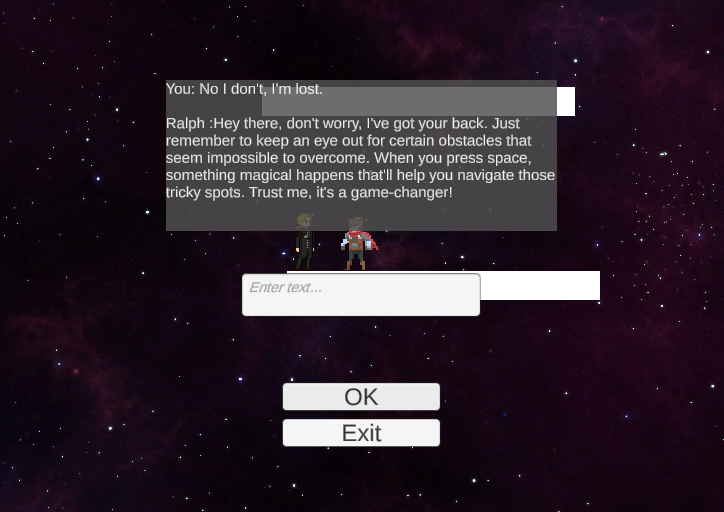 You: No I don't, I'm lost.
Ralph :Hey there, don't worry, I've got your back. Just
remember to keep an eye out for certain obstacles that
seem impossible to overcome. When you press space,
something magical happens that'll help you navigate those
tricky spots. Trust me, it's a game-changer!
Enter text...
OK
Exit